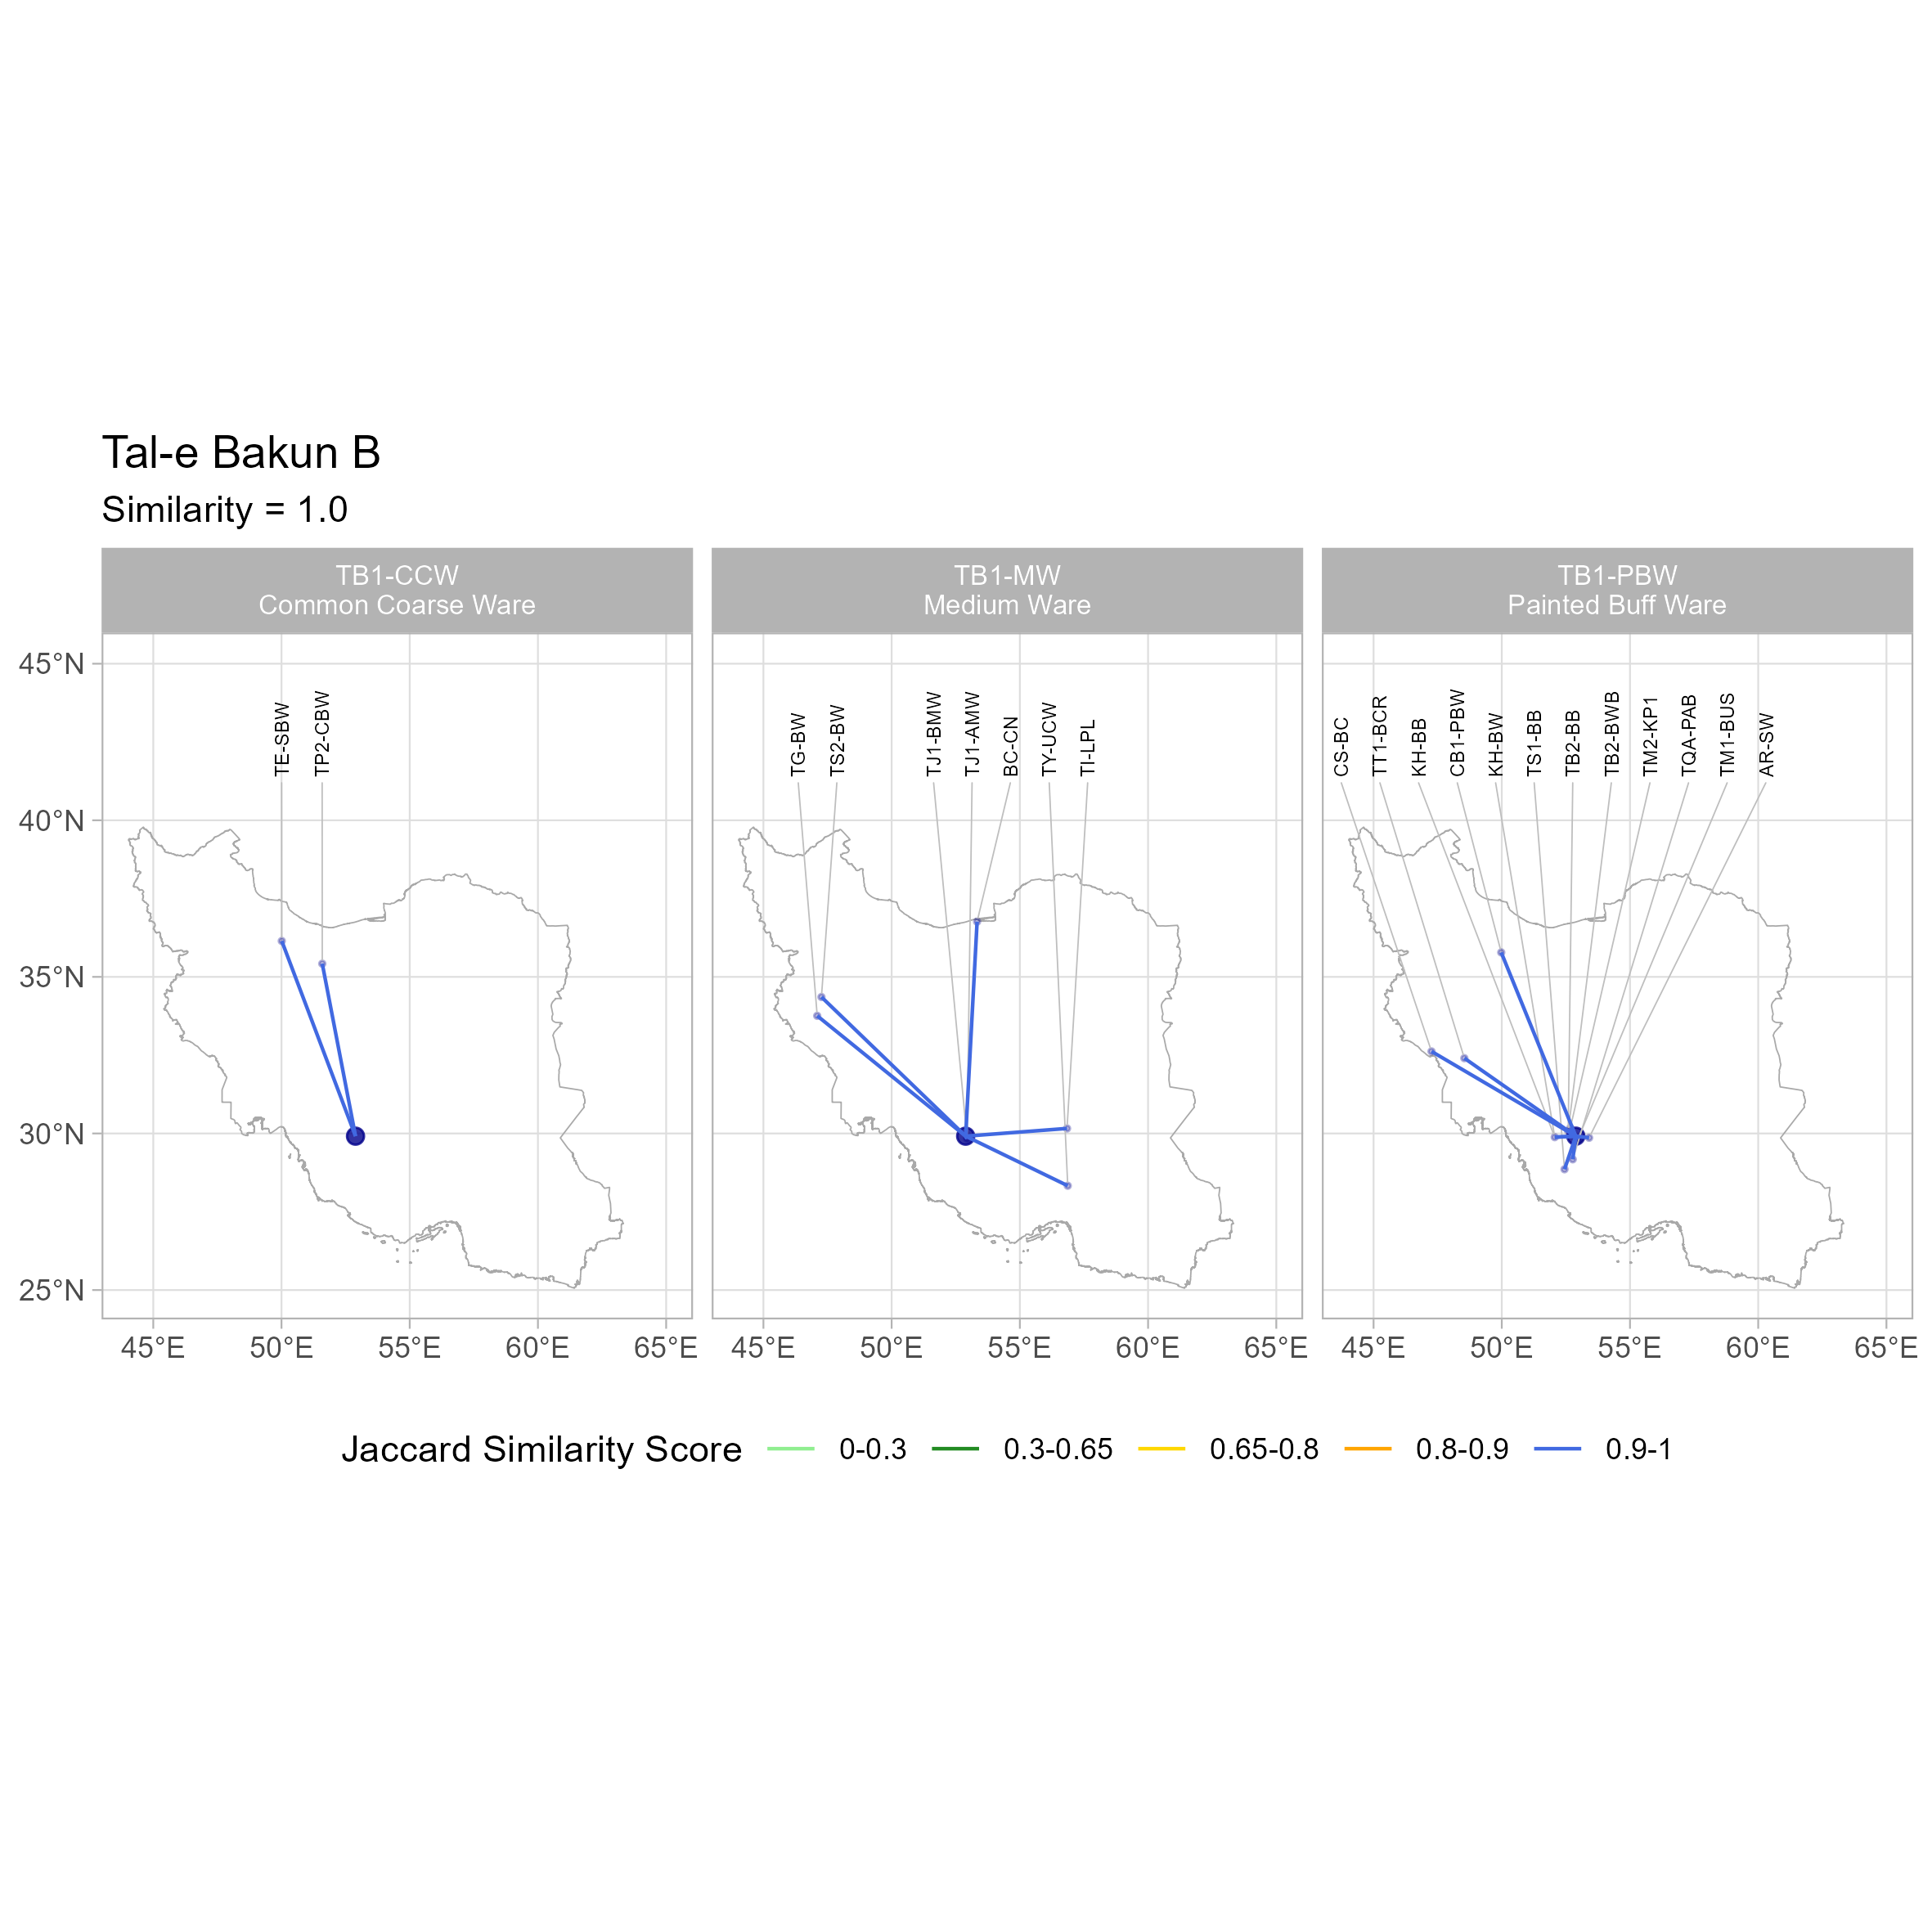 Tal-e Bakun B
Similarity = 1.0
TB1-CCW
Common Coarse Ware
TB1-MW
Medium Ware
TB1-PBW
Painted Buff Ware
TE-SBW
TP2-CBW
TG-BW
TS2-BW
TJ1-BMW
TJ1-AMW
BC-CN
TY-UCW
TI-LPL
CS-BC
TT1-BCR
KH-BB
CB1-PBW
KH-BW
TS1-BB
TB2-BB
TB2-BWB
TM2-KP1
TQA-PAB
TM1-BUS
AR-SW
45°N
40°N
35°N
30°N
25°N
45°E 50°E 55°E 60°E 65°E
45°E 50°E 55°E 60°E 65°E
45°E 50°E 55°E 60°E 65°E
Jaccard Similarity Score 0-0.3 0.3-0.65 0.65-0.8 0.8-0.9 0.9-1